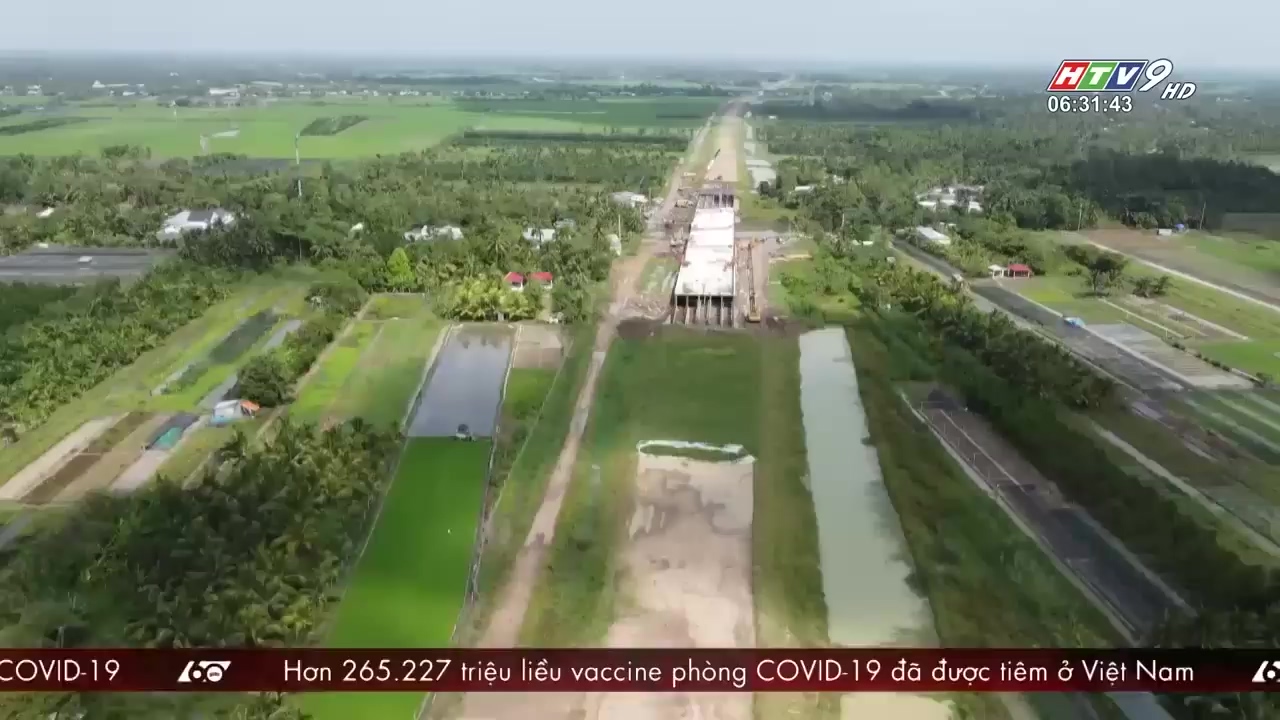 HTV9 HD
06:31:43
COVID-19 60 Hơn 265.227 triệu liều vaccine phòng COVID-19 đã được tiêm ở Việt Nam